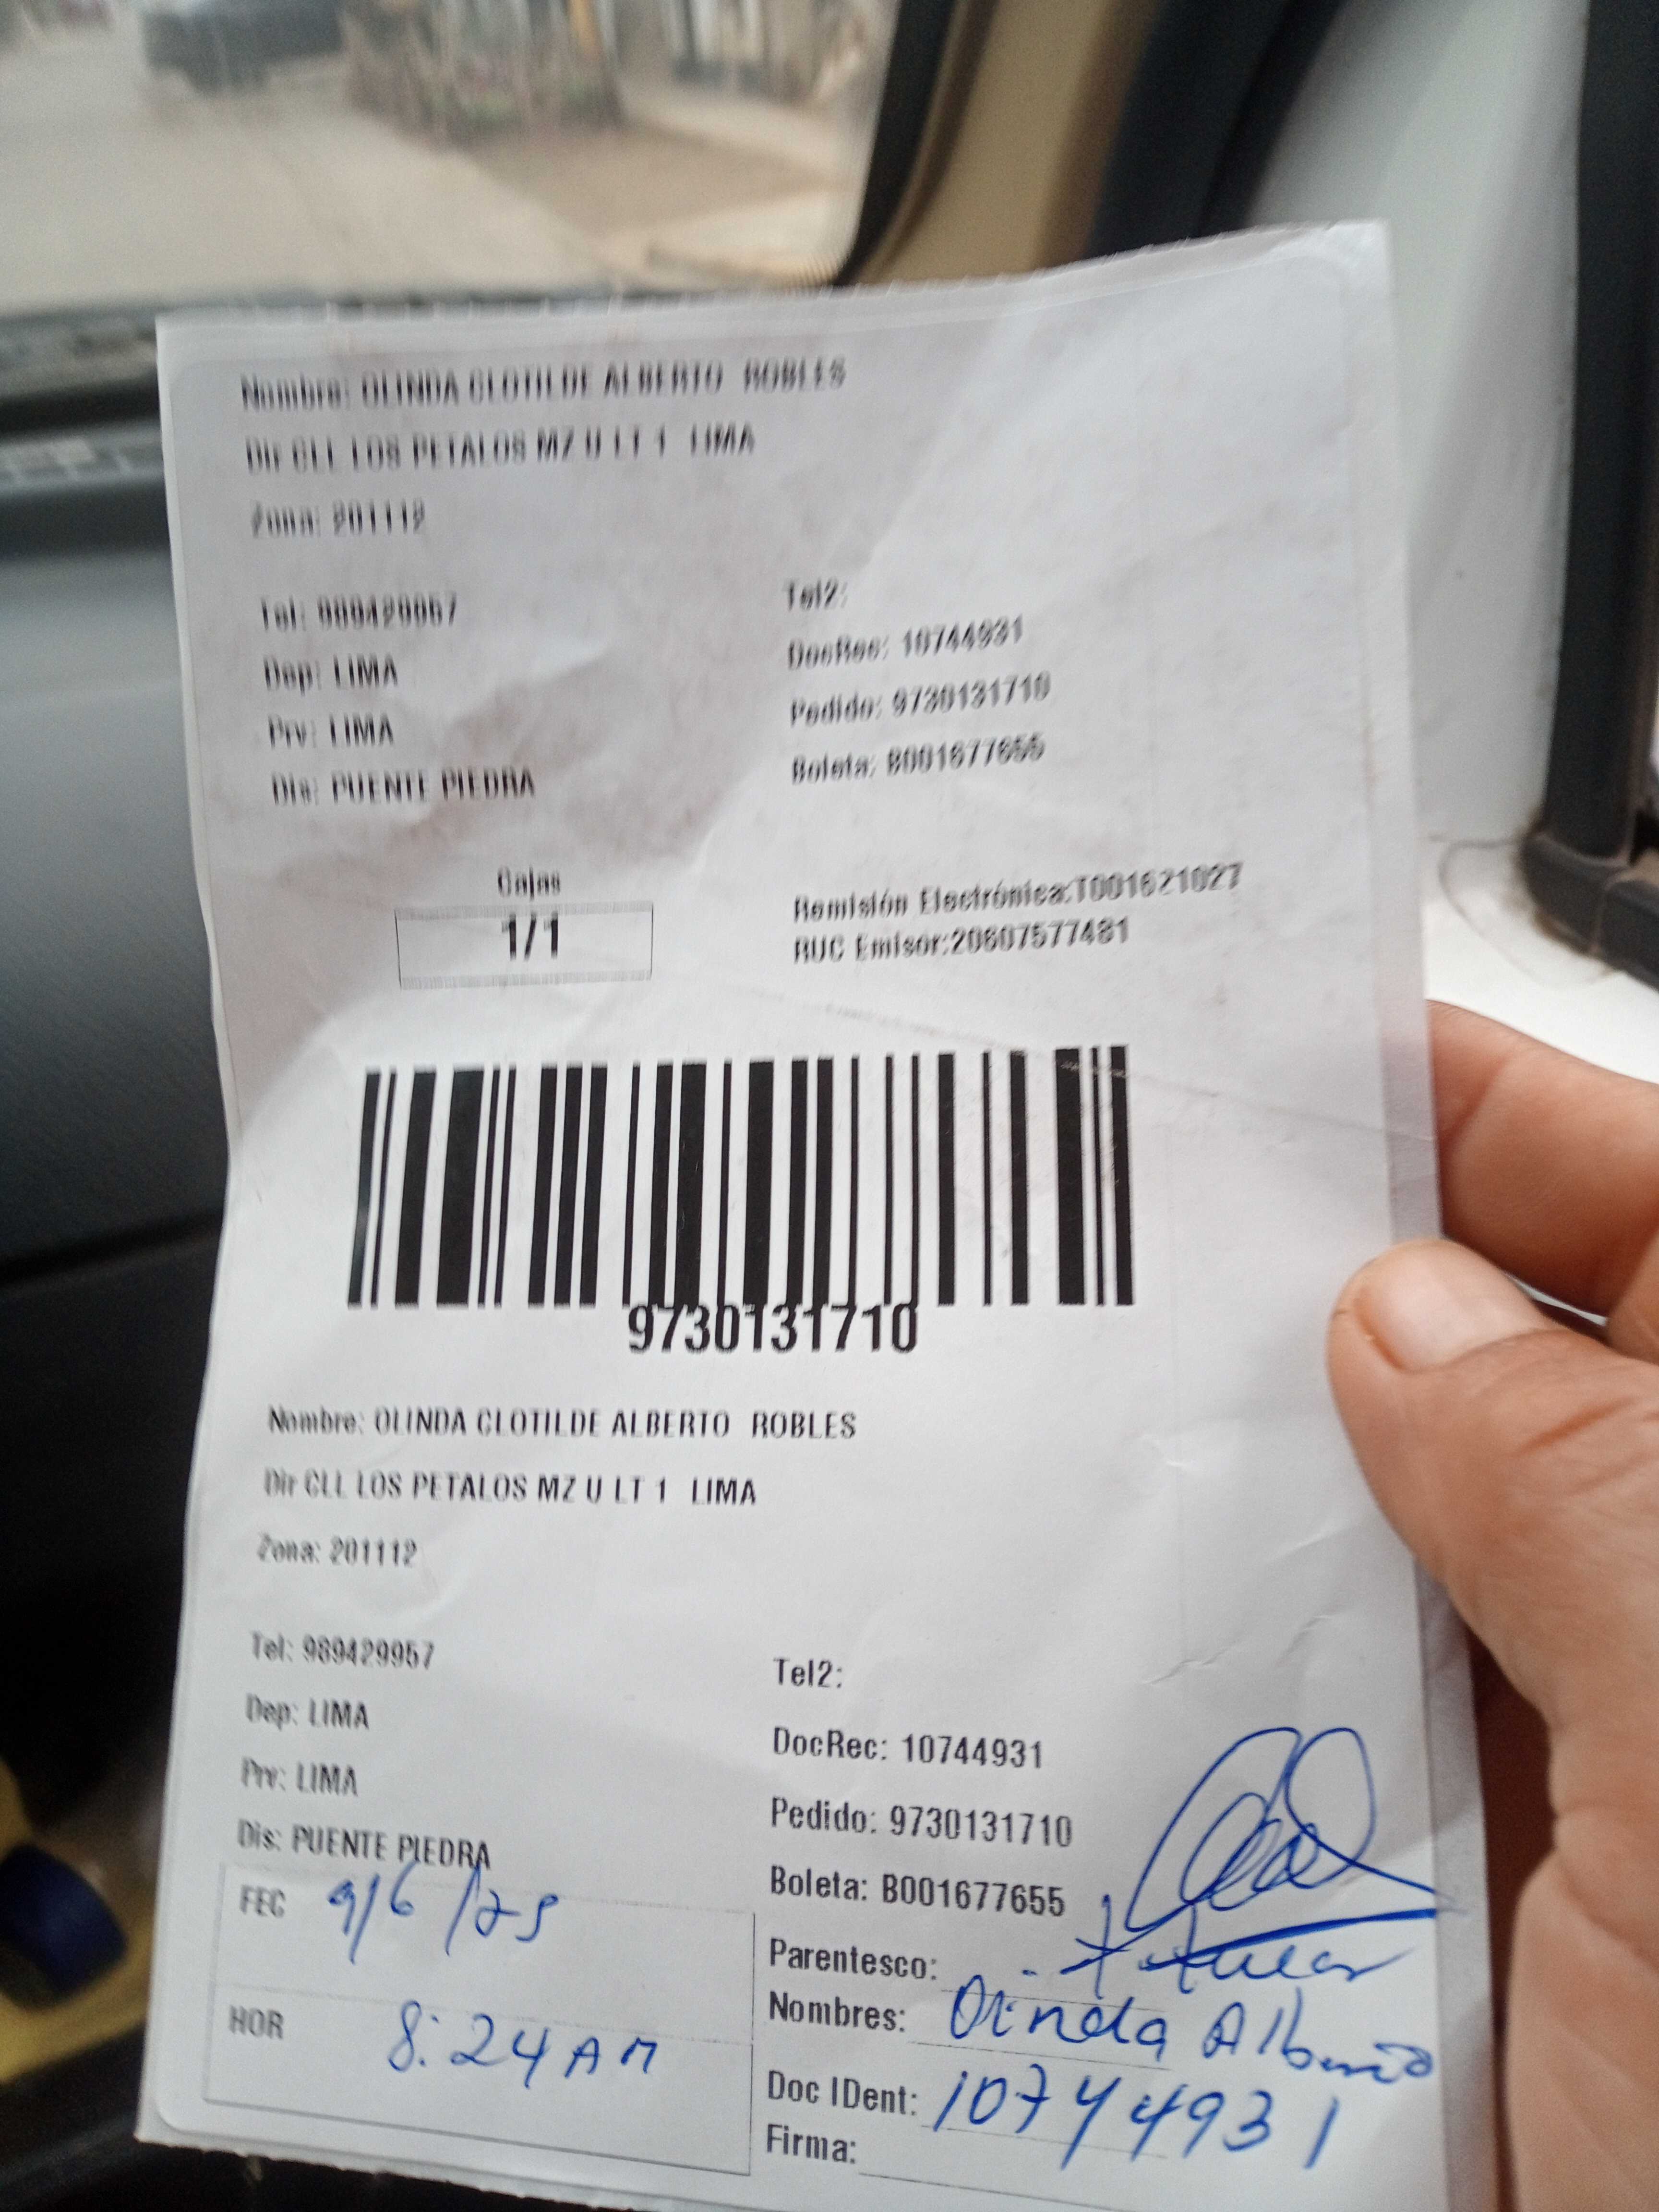 Nombre: OLINDA CLOTILDE ALBERTO ROBLES
Dir CLL LOS PETALOS MZ U LT 1 LIMA
Zona: 201112
Tel: 989429957
Tel2:
Dep: LIMA
DocRec: 10744931
Prv: LIMA
Pedido: 9730131710
Dis: PUENTE PIEDRA
Boleta: B001677655
Cajas
1/1
Remisión Electrónica:T001621027
RUC Emisor:20607577481
9730131710
Nombre: OLINDA CLOTILDE ALBERTO ROBLES
Dir CLL LOS PETALOS MZ U LT 1 LIMA
Zona: 201112
Tel: 989429957
Tel2:
Dep: LIMA
DocRec: 10744931
Prv: LIMA
Pedido: 9730131710
Dis: PUENTE PIEDRA
Boleta: B001677655
FEC 9/6/25
HOR 8:24 AM
Parentesco: Titular
Nombres: Olinda Alberto
Doc IDent: 10744931
Firma: